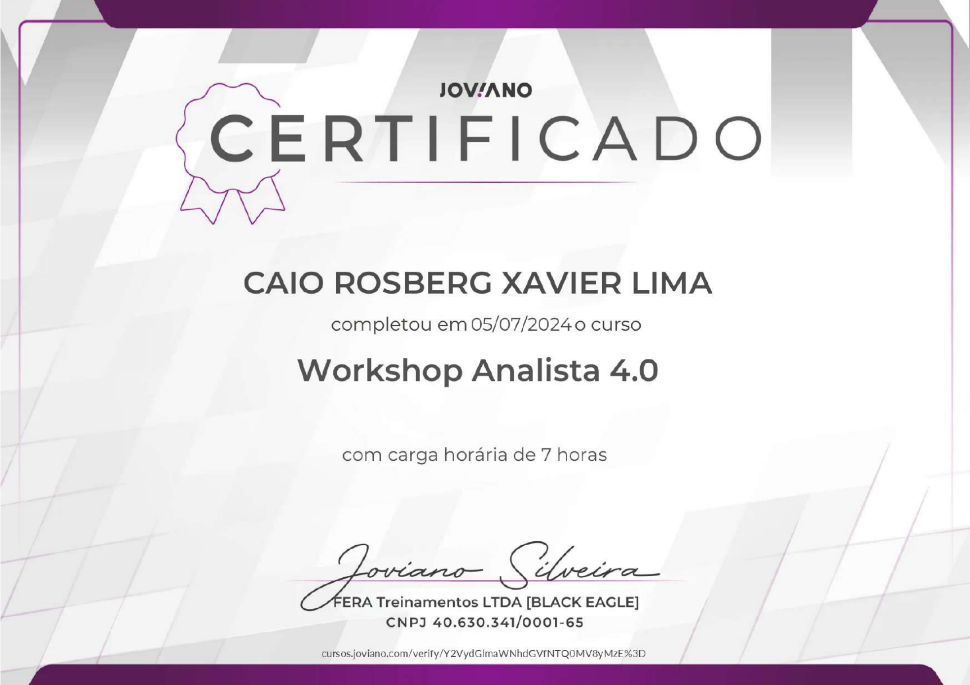 JOVIANO
CERTIFICADO
CAIO ROSBERG XAVIER LIMA
completou em 05/07/2024 o curso
Workshop Analista 4.0
com carga horária de 7 horas
Joviano Silveira
FERA Treinamentos LTDA [BLACK EAGLE]
CNPJ 40.630.341/0001-65
cursos.joviano.com/verify/Y2VydGlmaWNhdGVfNTQ0MV8yMzE%3D